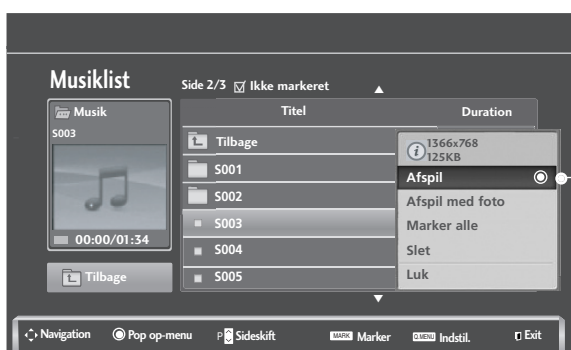 Musiklist
Side 2/3 Ikke markeret
Musik
S003
00:00/01:34
Tilbage
Titel Duration
Tilbage
S001
S002
S003
S004
S005
1366x768
125KB
Afspil
Afspil med foto
Marker alle
Slet
Luk
Navigation Pop op-menu P Sideskift MARK Marker Q.MENU Indstil. Exit